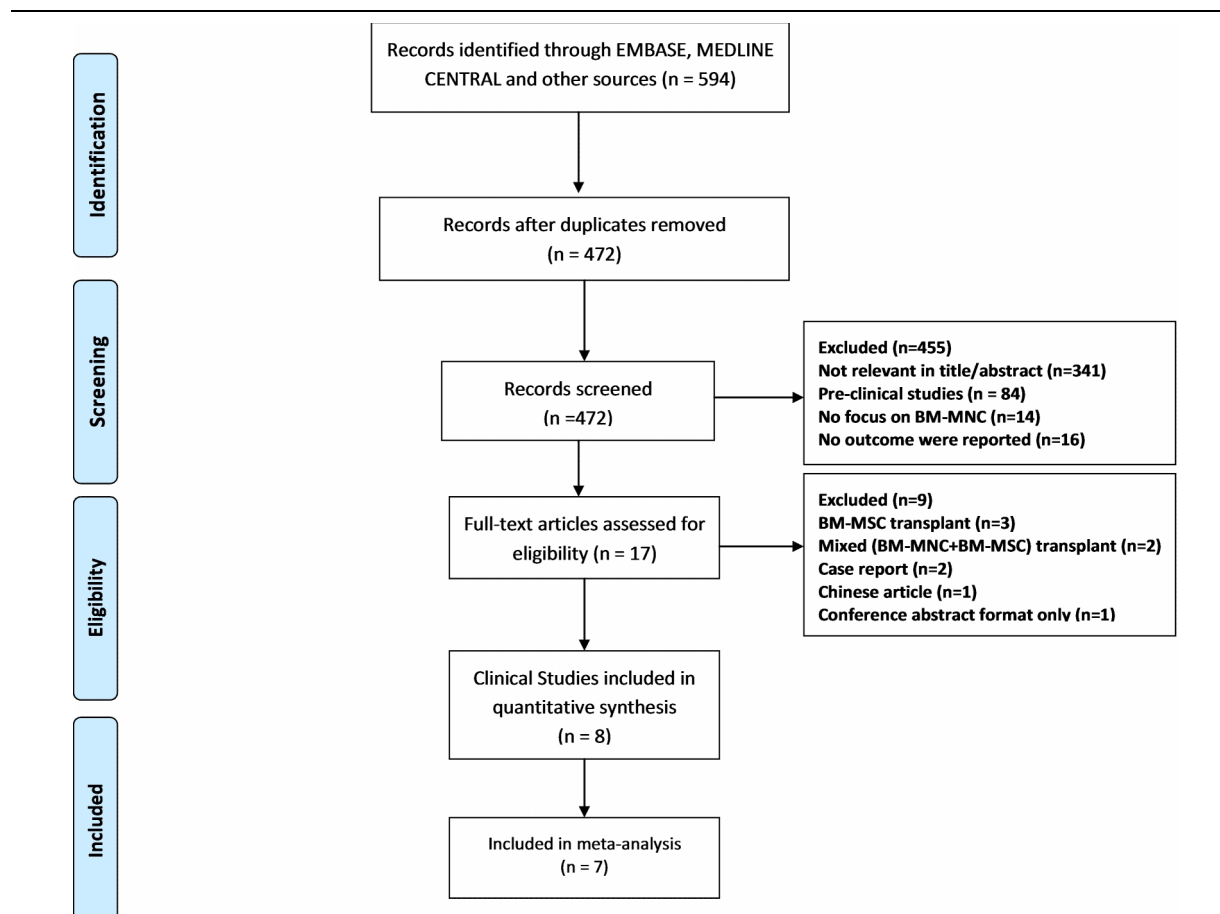 Identification
Records identified through EMBASE, MEDLINE
CENTRAL and other sources (n = 594)
Records after duplicates removed
(n = 472)
Screening
Records screened
(n =472)
Excluded (n=455)
Not relevant in title/abstract (n=341)
Pre-clinical studies (n = 84)
No focus on BM-MNC (n=14)
No outcome were reported (n=16)
Eligibility
Full-text articles assessed for
eligibility (n = 17)
Excluded (n=9)
BM-MSC transplant (n=3)
Mixed (BM-MNC+BM-MSC) transplant (n=2)
Case report (n=2)
Chinese article (n=1)
Conference abstract format only (n=1)
Clinical Studies included in
quantitative synthesis
(n = 8)
Included
Included in meta-analysis
(n = 7)